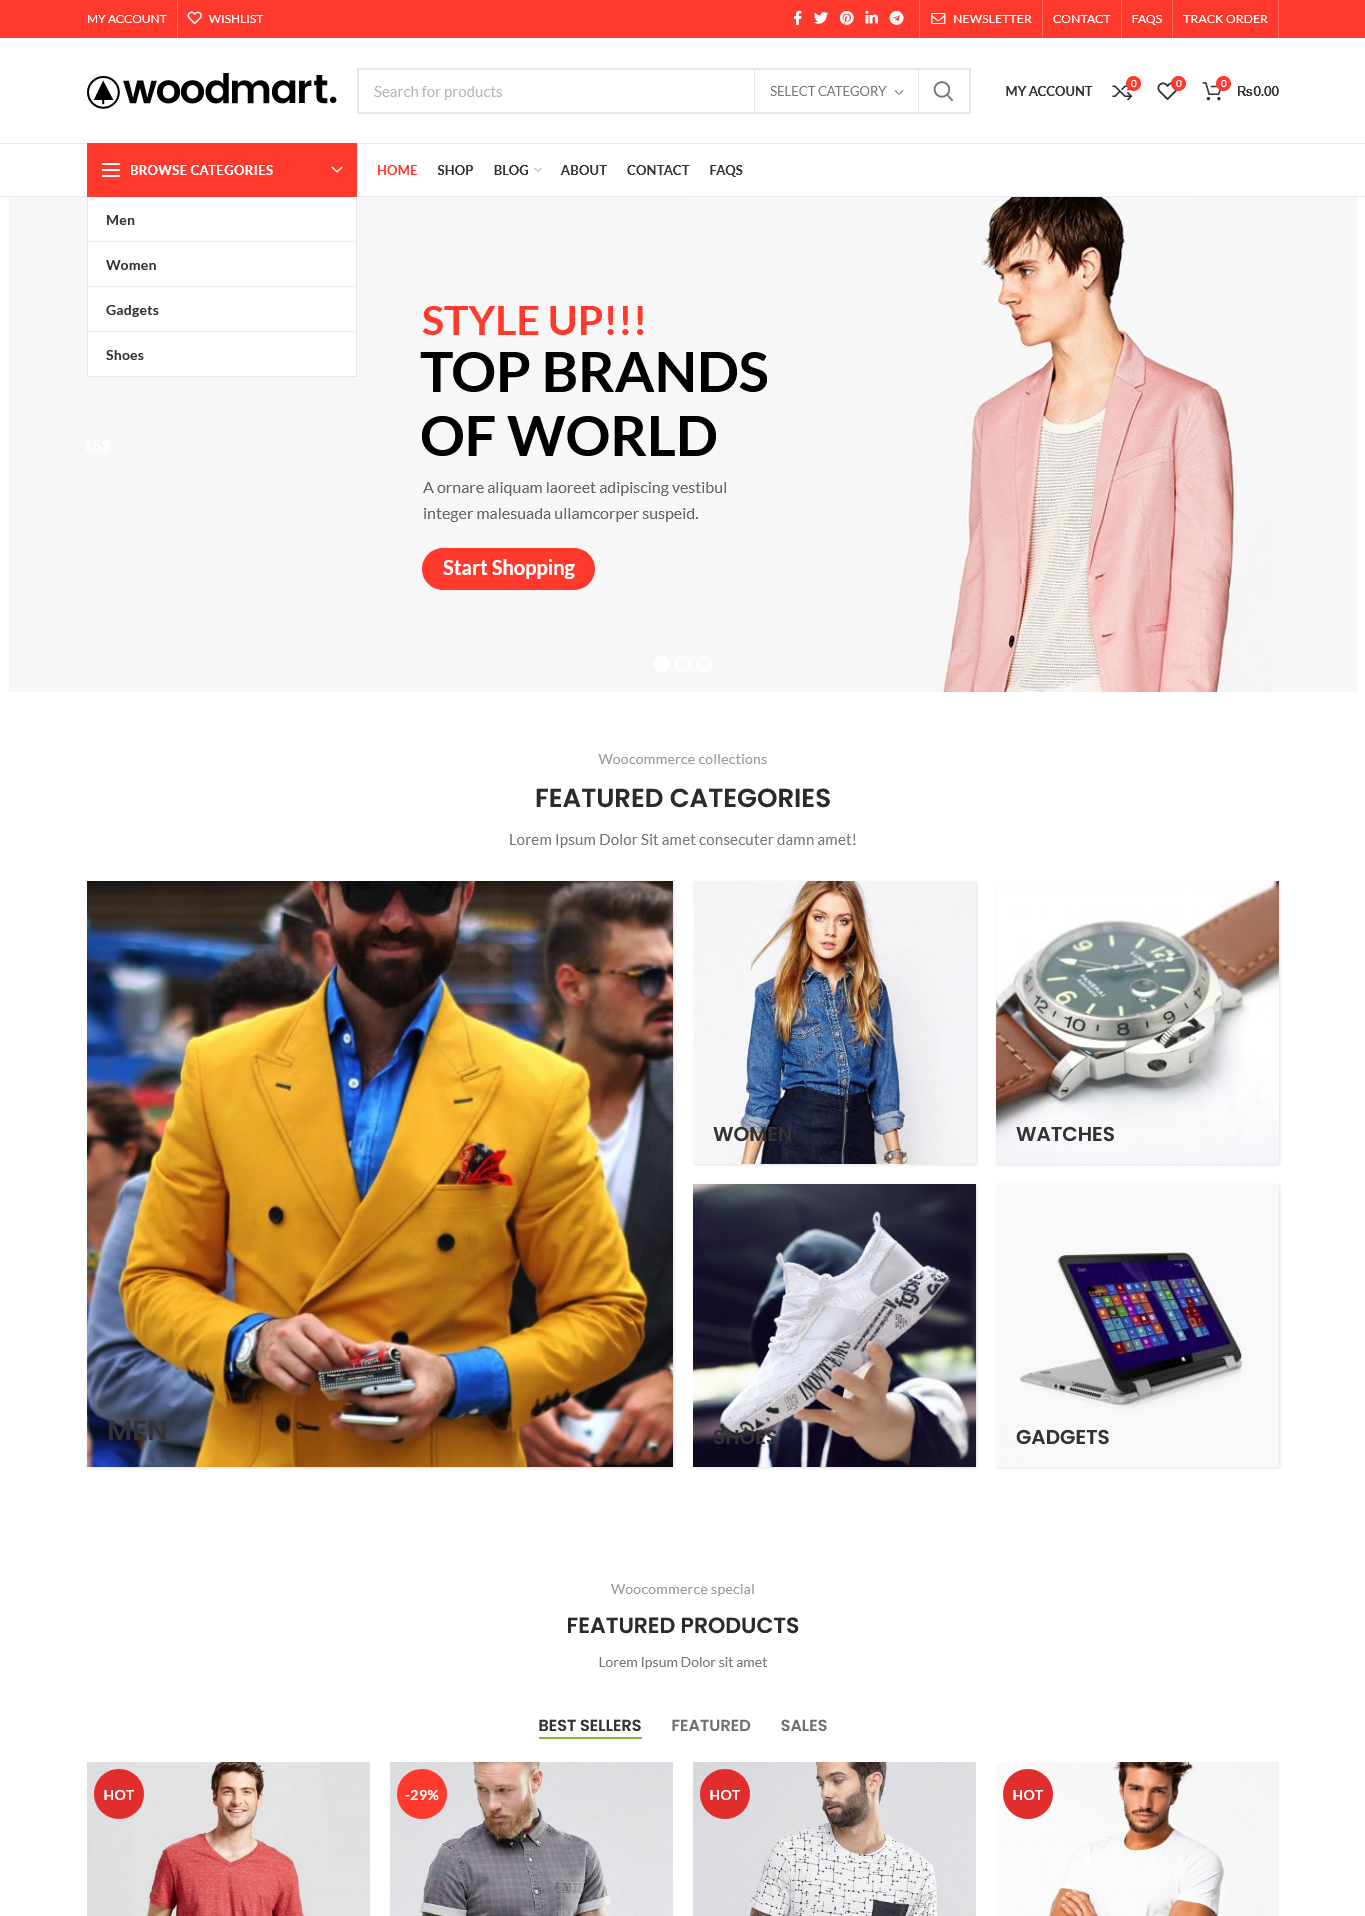 MY ACCOUNT
WISHLIST
NEWSLETTER
CONTACT
FAQS
TRACK ORDER
woodmart.
Search for products
SELECT CATEGORY
MY ACCOUNT
0
0
0
₨0.00
BROWSE CATEGORIES
HOME
SHOP
BLOG
ABOUT
CONTACT
FAQS
Men
Women
Gadgets
Shoes
15$
STYLE UP!!!
TOP BRANDS
OF WORLD
A ornare aliquam laoreet adipiscing vestibul
integer malesuada ullamcorper suspeid.
Start Shopping
Woocommerce collections
FEATURED CATEGORIES
Lorem Ipsum Dolor Sit amet consecuter damn amet!
MEN
WOMEN
PANERAI
WATCHES
SHOES
GADGETS
Woocommerce special
FEATURED PRODUCTS
Lorem Ipsum Dolor sit amet
BEST SELLERS
FEATURED
SALES
HOT
-29%
HOT
HOT